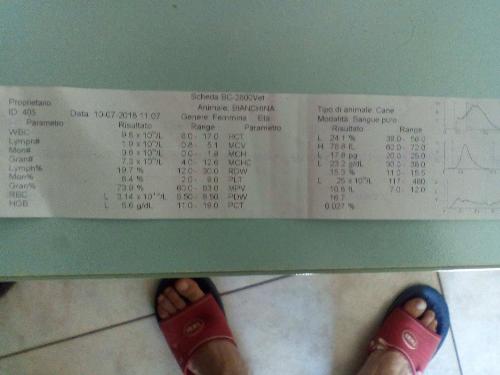 Scheda BC-2800Vet
Proprietario Animale: BIANCHINA Tipo di animale: Cane
ID: 405 Data: 10-07-2018 11:07 Genere: Femmina Eta Modalità: Sangue puro
Parametro Risultato Range Parametro Risultato Range
WBC 9.8 x 10^9/L 6.0 - 17.0 HCT L 24.1 % 39.0 - 56.0
Lymph# 1.9 x 10^9/L 0.8 - 5.1 MCV H 76.8 fL 60.0 - 72.0
Mon# 0.6 x 10^9/L 0.0 - 1.8 MCH L 17.8 pg 20.0 - 25.0
Gran# 7.3 x 10^9/L 4.0 - 12.6 MCHC L 23.2 g/dL 30.0 - 38.0
Lymph% 19.7 % 12.0 - 30.0 RDW 15.3 % 11.0 - 15.5
Mon% 6.4 % 2.0 - 9.0 PLT L 25 x 10^9/L 117 - 460
Gran% 73.9 % 60.0 - 83.0 MPV 10.6 fL 7.0 - 12.0
RBC L 3.14 x 10^12/L 5.50 - 8.50 PDW 16.7
HGB L 5.6 g/dL 11.0 - 19.0 PCT 0.027 %